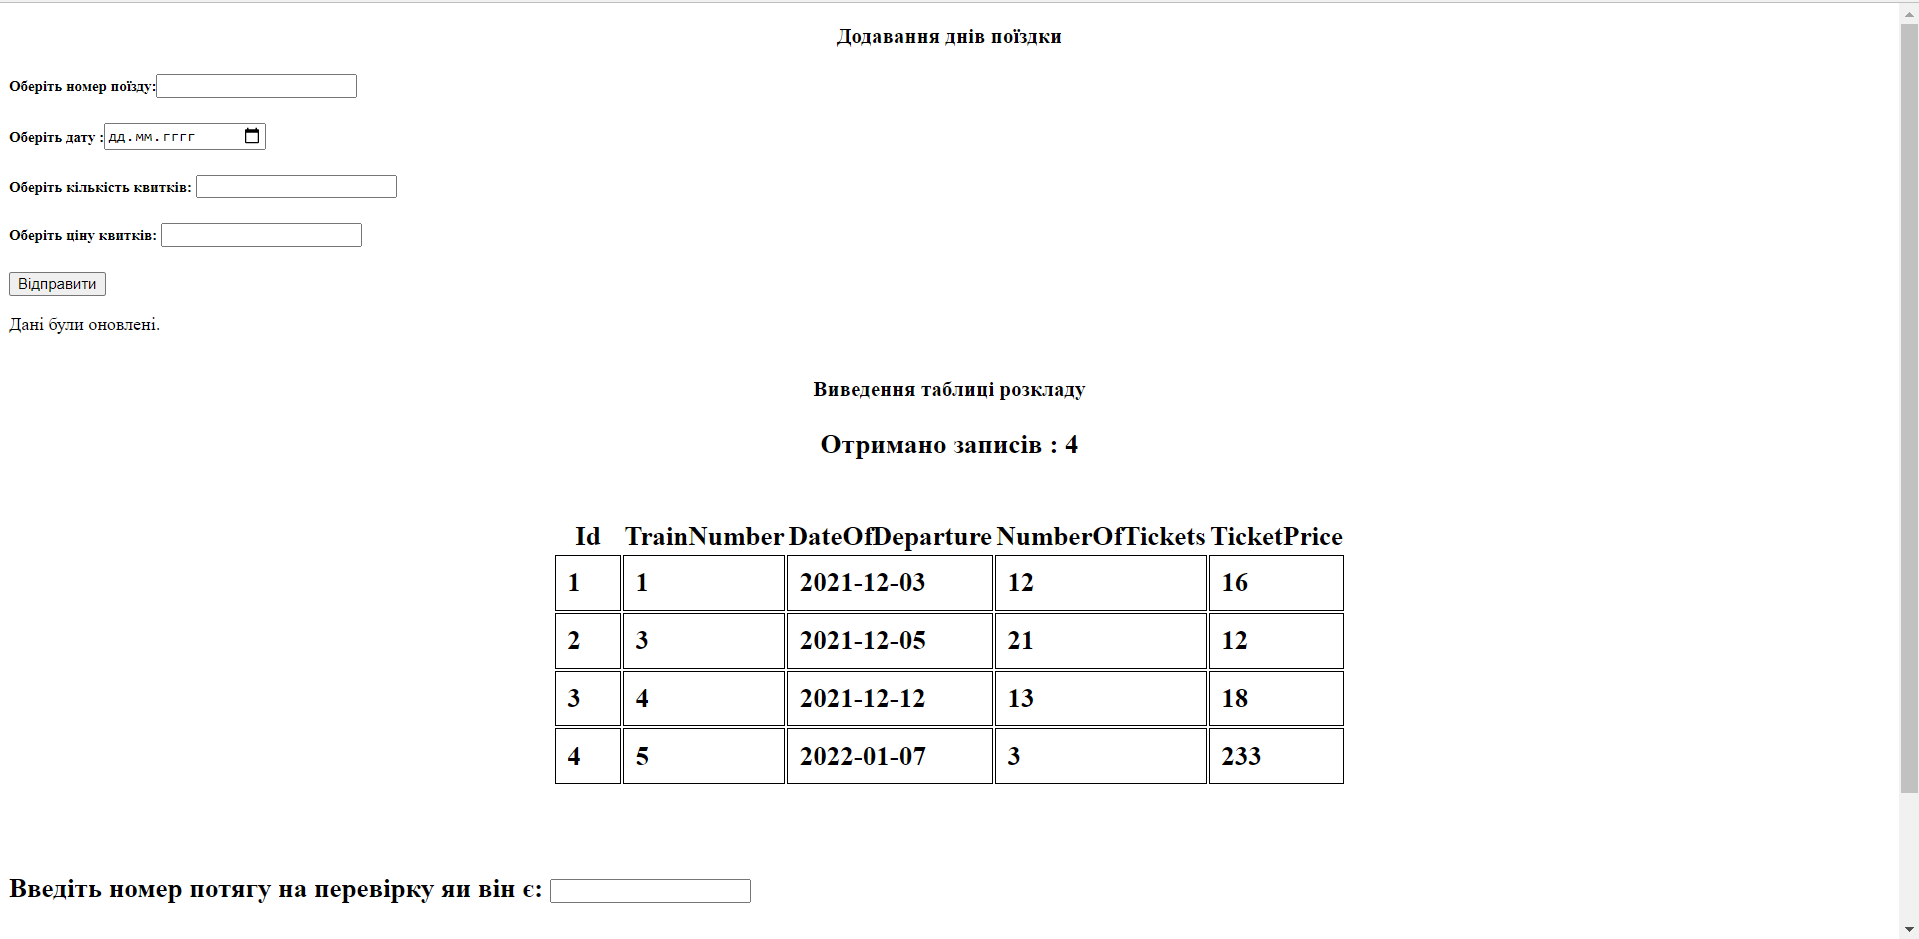 Додавання днів поїздки
Оберіть номер поїзду:
Оберіть дату : дд.мм.гггг
Оберіть кількість квитків:
Оберіть ціну квитків:
Відправити
Дані були оновлені.
Виведення таблиці розкладу
Отримано записів : 4
Id TrainNumber DateOfDeparture NumberOfTickets TicketPrice
1 1 2021-12-03 12 16
2 3 2021-12-05 21 12
3 4 2021-12-12 13 18
4 5 2022-01-07 3 233
Введіть номер потягу на перевірку яи він є: